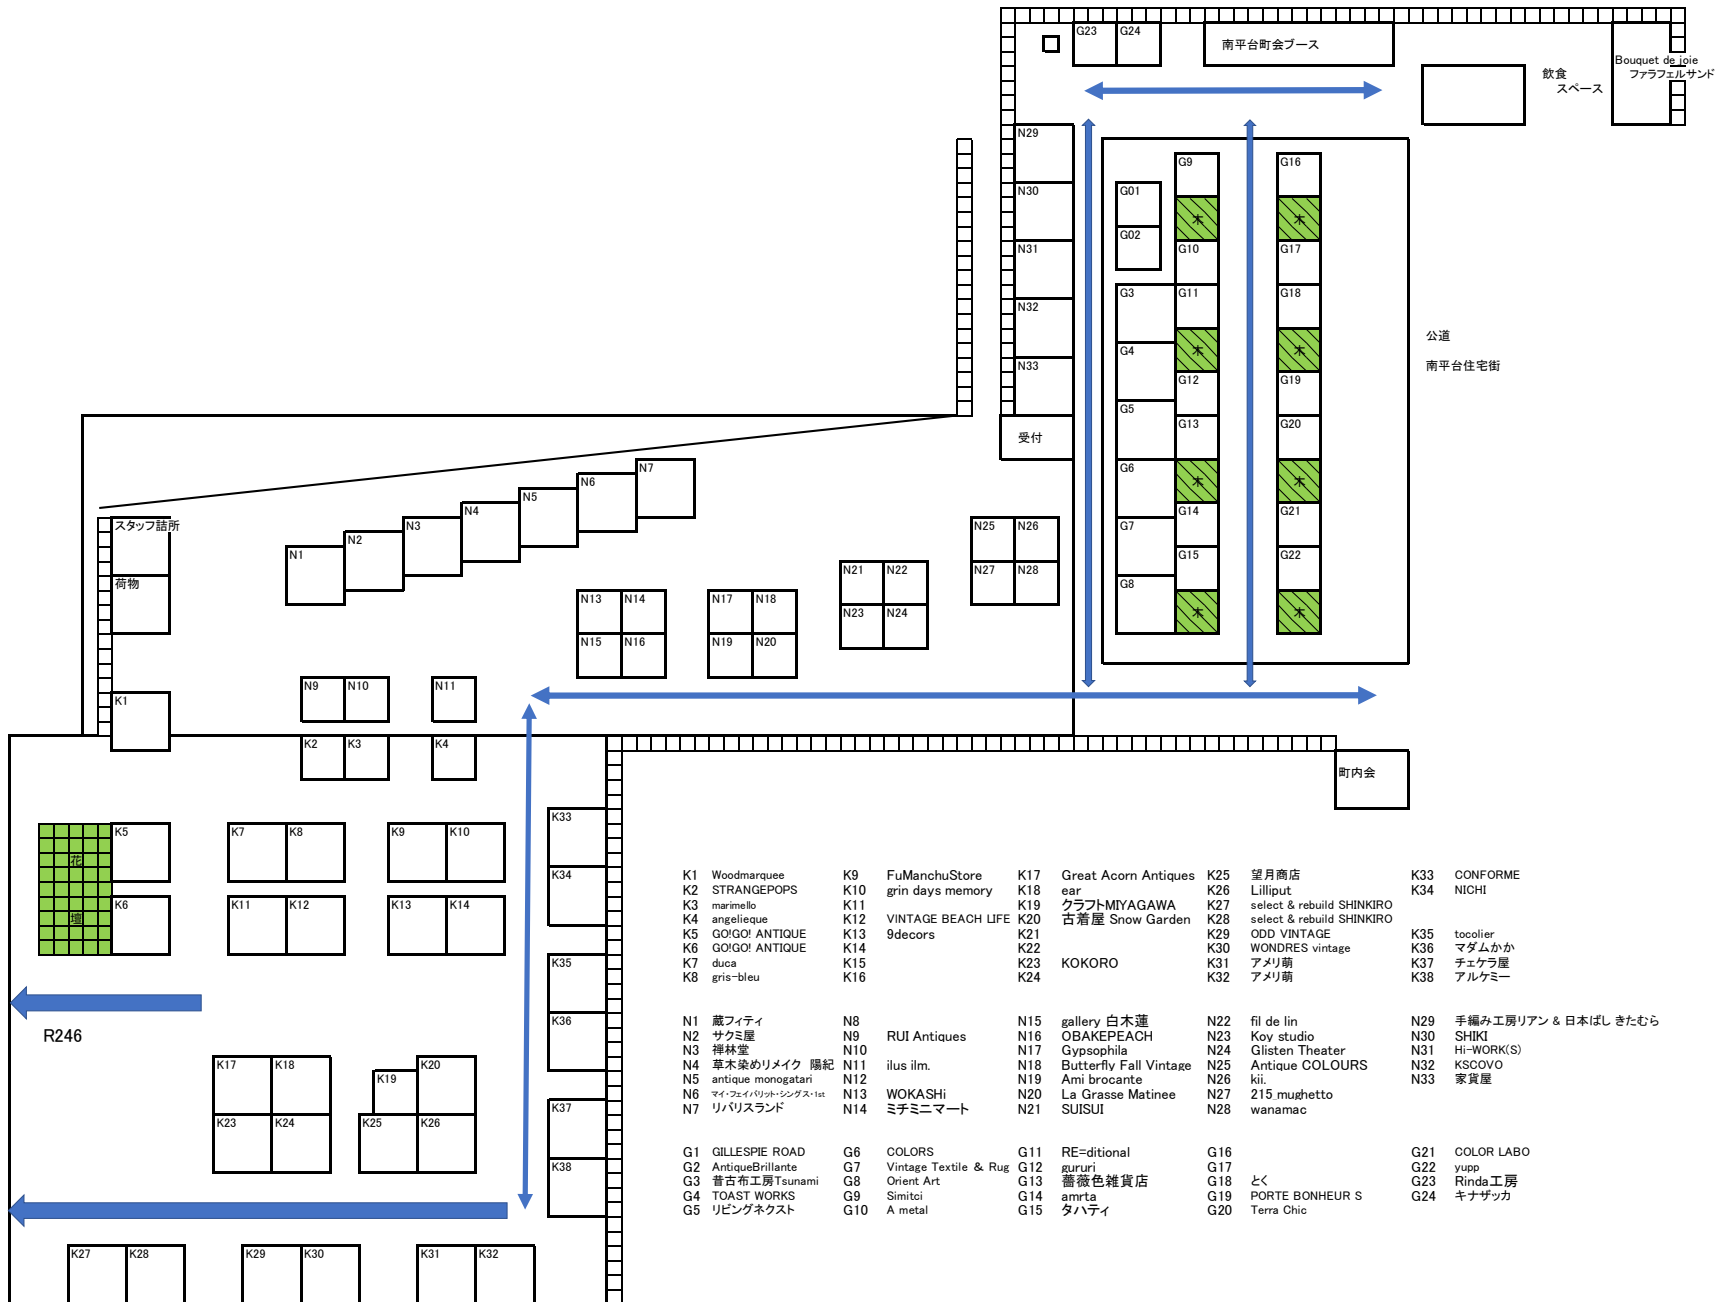 G23 G24
南平台町会ブース
Bouquet de joie
ファラフェルサンド
飲食
スペース
N29
G9
G16
N30
G01
木
木
G02
N31
G10
G17
N32
G3
G11
G18
公道
G4
木
木
南平台住宅街
N33
G12
G19
G5
G13
G20
受付
G6
木
木
N7
N6
N5
N4
N3
N2
N1
スタッフ詰所
荷物
N25 N26
N27 N28
G7
G14
G21
G15
G22
G8
木
木
N21 N22
N23 N24
N13 N14
N15 N16
N17 N18
N19 N20
N9 N10
N11
K1
K2 K3
K4
町内会
K5
花
壇
K6
K7 K8
K9 K10
K11 K12
K13 K14
K33
K34
K35
K36
K37
K38
R246
K17 K18
K19
K20
K23 K24
K25 K26
K27 K28
K29 K30
K31 K32
K1 Woodmarquee K9 FuManchuStore K17 Great Acorn Antiques K25 望月商店 K33 CONFORME
K2 STRANGEPOPS K10 grin days memory K18 ear K26 Lilliput K34 NICHI
K3 marimello K11 K19 クラフトMIYAGAWA K27 select & rebuild SHINKIRO
K4 angelieque K12 VINTAGE BEACH LIFE K20 古着屋 Snow Garden K28 select & rebuild SHINKIRO
K5 GO!GO! ANTIQUE K13 9decors K21 K29 ODD VINTAGE K35 tocolier
K6 GO!GO! ANTIQUE K14 K22 K30 WONDRES vintage K36 マダムかか
K7 duca K15 K23 KOKORO K31 アメリ萌 K37 チェケラ屋
K8 gris-bleu K16 K24 K32 アメリ萌 K38 アルケミー
N1 蔵フィティ N8 N15 gallery 白木蓮 N22 fil de lin N29 手編み工房リアン & 日本ばし きたむら
N2 サクミ屋 N9 RUI Antiques N16 OBAKEPEACH N23 Koy studio N30 SHIKI
N3 禅林堂 N10 N17 Gypsophila N24 Glisten Theater N31 Hi-WORK(S)
N4 草木染めリメイク 陽紀 N11 ilus ilm. N18 Butterfly Fall Vintage N25 Antique COLOURS N32 KSCOVO
N5 antique monogatari N12 N19 Ami brocante N26 kii. N33 家貨屋
N6 マイ・フェイバリット・シングス・1st N13 WOKASHi N20 La Grasse Matinee N27 215_mughetto
N7 リバリスランド N14 ミチミニマート N21 SUISUI N28 wanamac
G1 GILLESPIE ROAD G6 COLORS G11 RE=ditional G16 G21 COLOR LABO
G2 AntiqueBrillante G7 Vintage Textile & Rug G12 gururi G17 G22 yupp
G3 昔古布工房Tsunami G8 Orient Art G13 薔薇色雑貨店 G18 とく G23 Rinda工房
G4 TOAST WORKS G9 Simitci G14 amrta G19 PORTE BONHEUR S G24 キナザッカ
G5 リビングネクスト G10 A metal G15 タハティ G20 Terra Chic